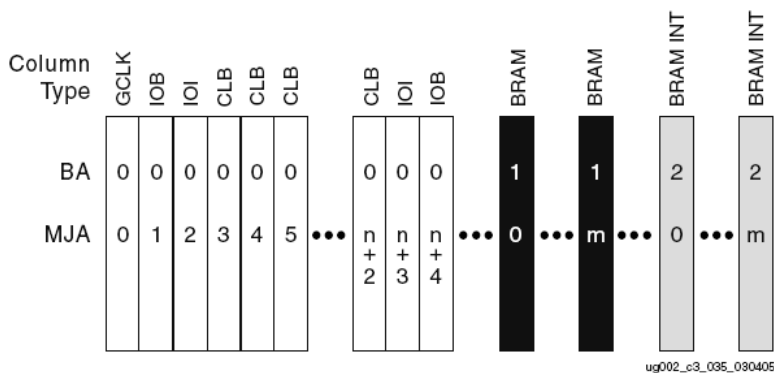 Column Type GCLK IOB IOI CLB CLB CLB CLB IOI IOB BRAM BRAM BRAM INT BRAM INT
BA 0 0 0 0 0 0 0 0 0 1 1 2 2
MJA 0 1 2 3 4 5 ••• n+2 n+3 n+4 ••• 0 ••• m ••• 0 ••• m
ug002_c3_035_030405